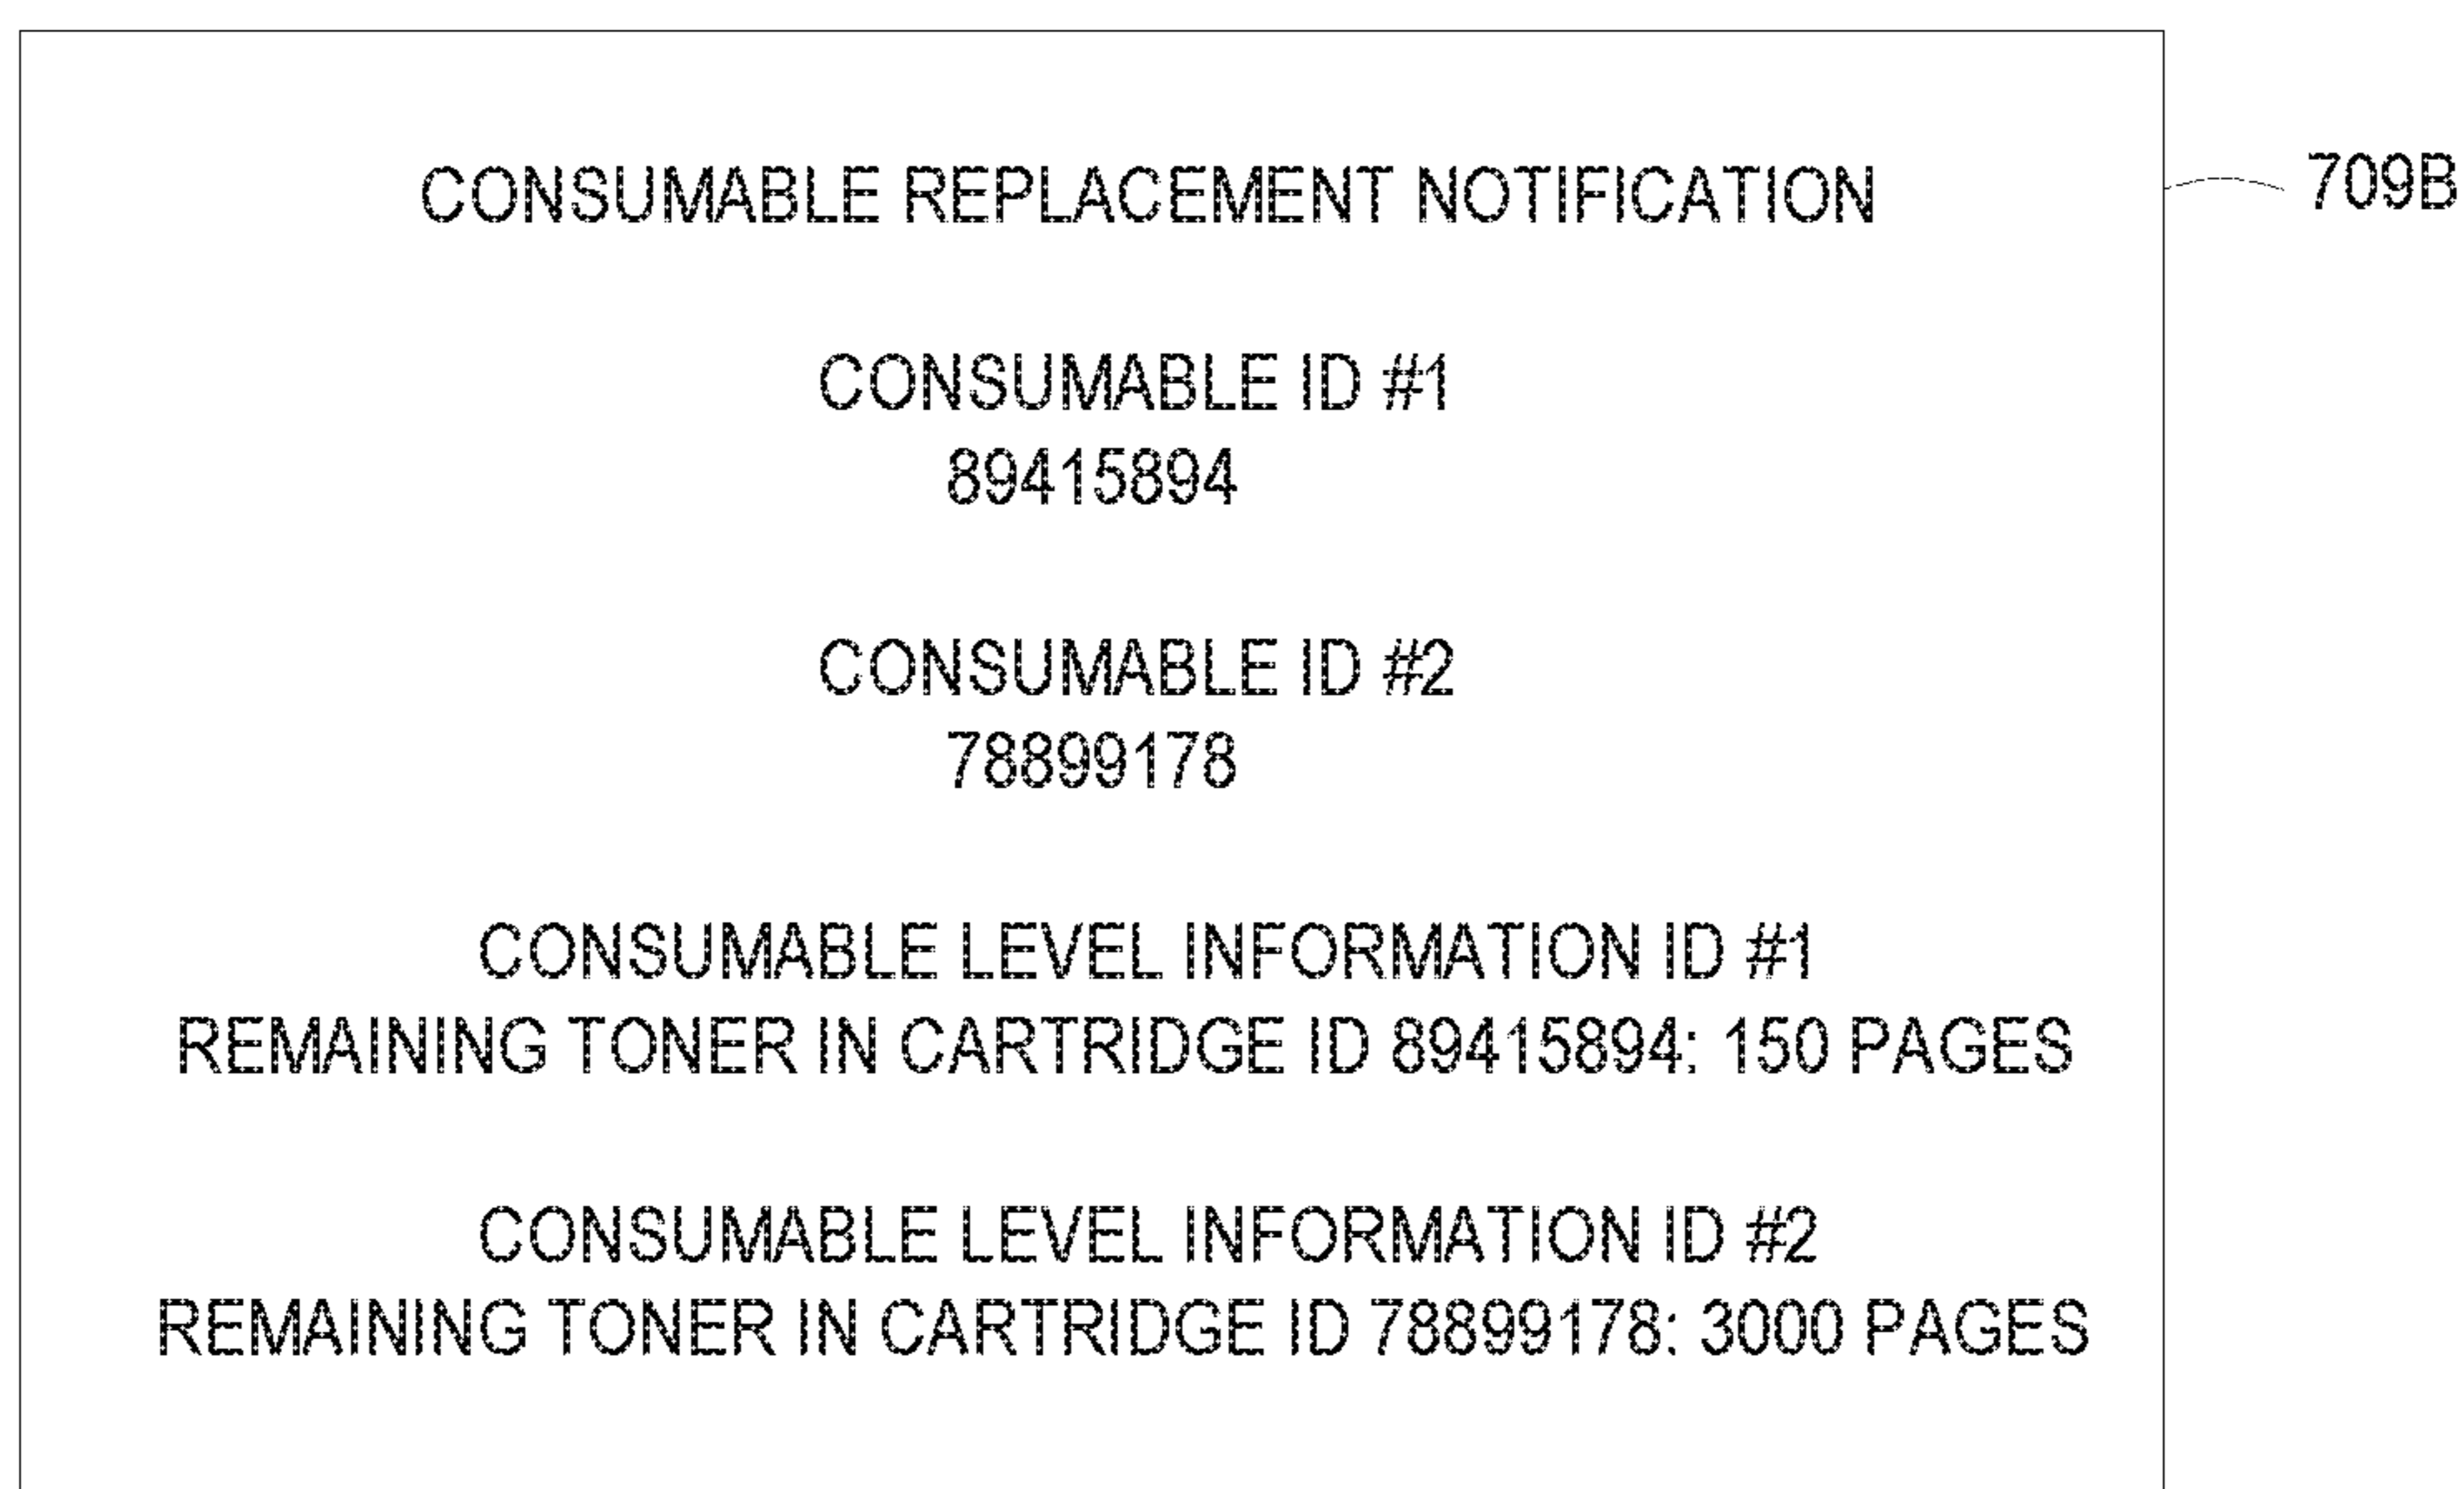 CONSUMABLE REPLACEMENT NOTIFICATION
709B
CONSUMABLE ID #1
89415894
CONSUMABLE ID #2
78899178
CONSUMABLE LEVEL INFORMATION ID #1
REMAINING TONER IN CARTRIDGE ID 89415894: 150 PAGES
CONSUMABLE LEVEL INFORMATION ID #2
REMAINING TONER IN CARTRIDGE ID 78899178: 3000 PAGES